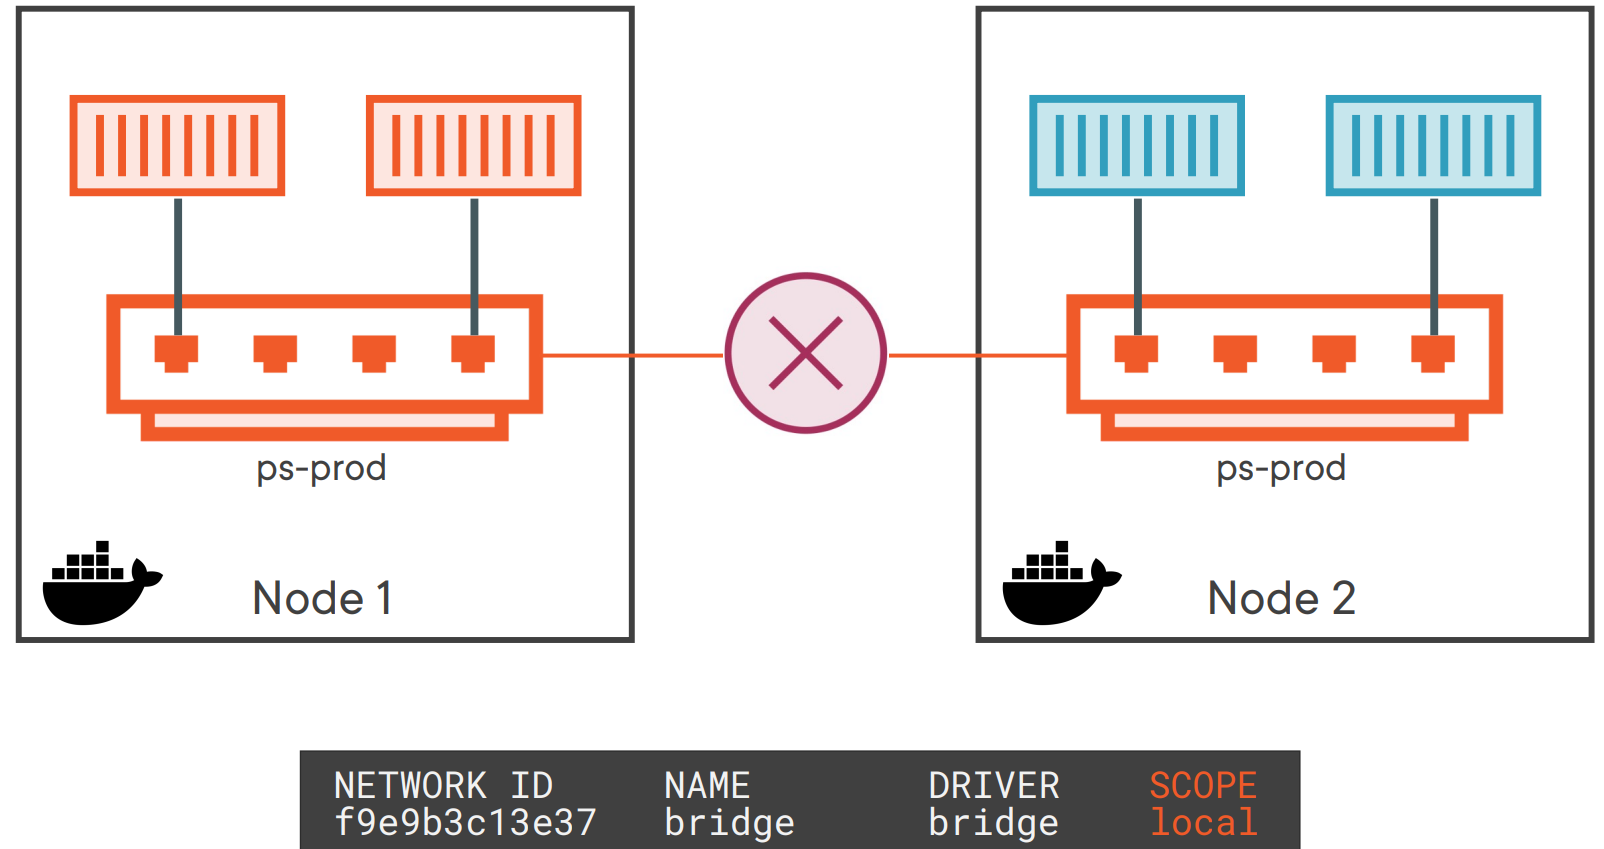 ps-prod
Node 1
ps-prod
Node 2
NETWORK ID NAME DRIVER SCOPE
f9e9b3c13e37 bridge bridge local